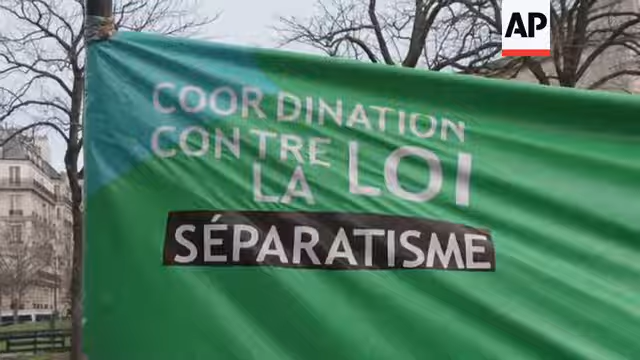 AP
COORDINATION
CONTRE LOI
LA
SÉPARATISME